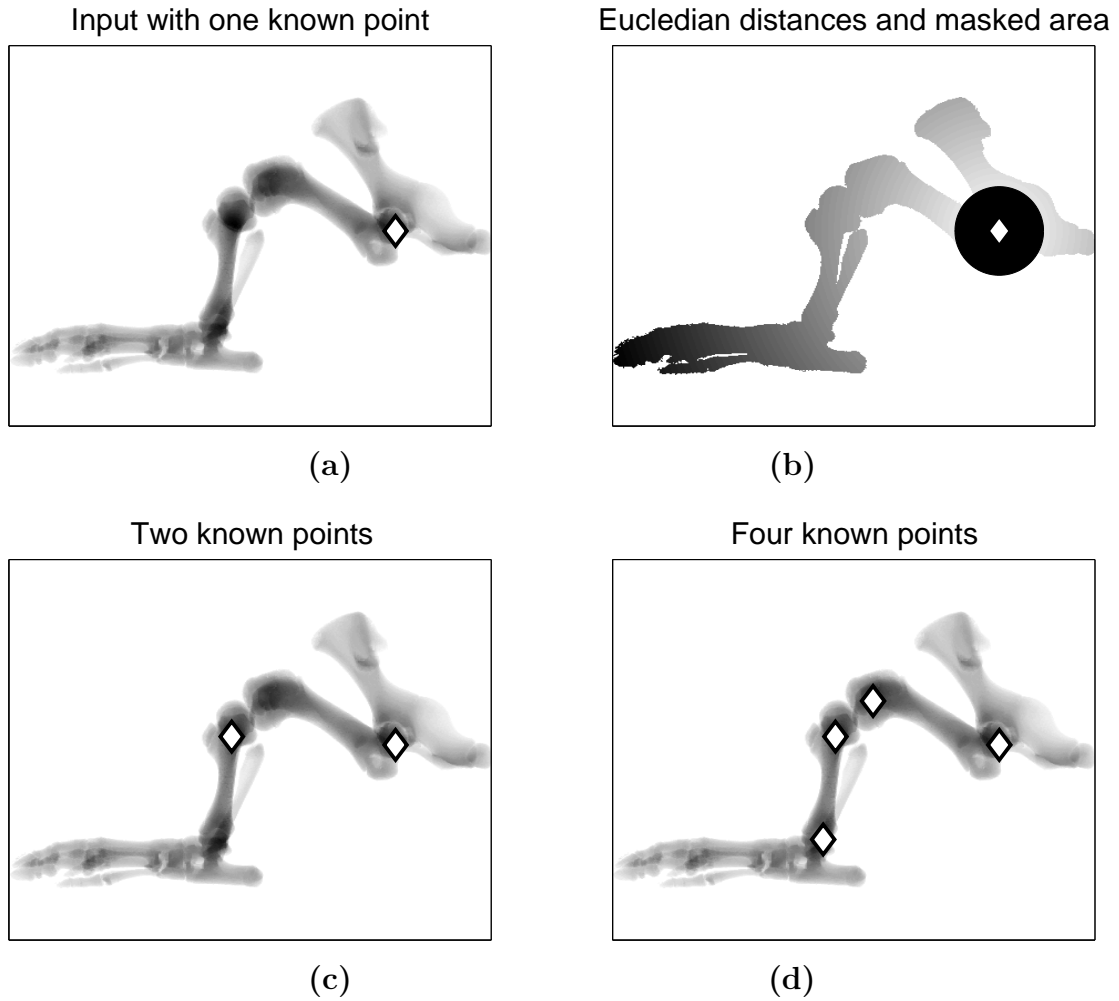 Input with one known point
Eucledian distances and masked area
(a)
(b)
Two known points
Four known points
(c)
(d)